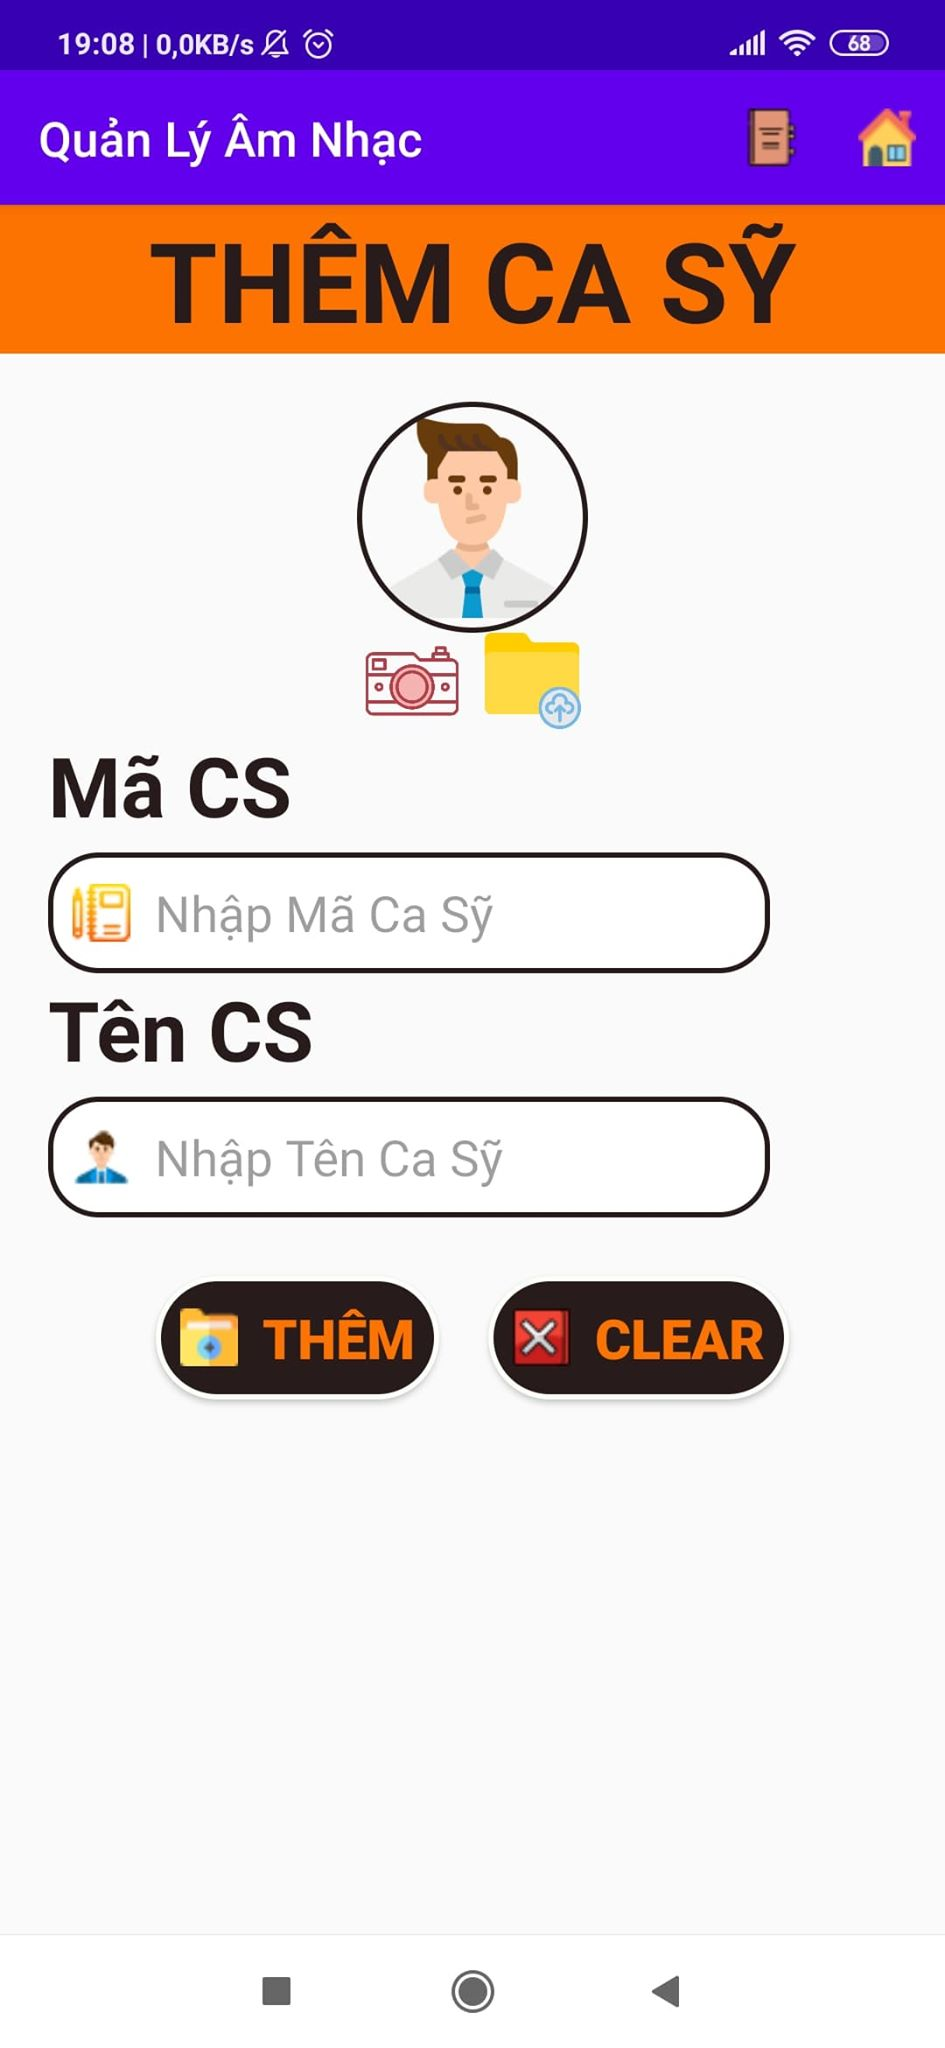 19:08 | 0,0KB/s
68
Quản Lý Âm Nhạc
THÊM CA SỸ
Mã CS
Nhập Mã Ca Sỹ
Tên CS
Nhập Tên Ca Sỹ
THÊM
CLEAR